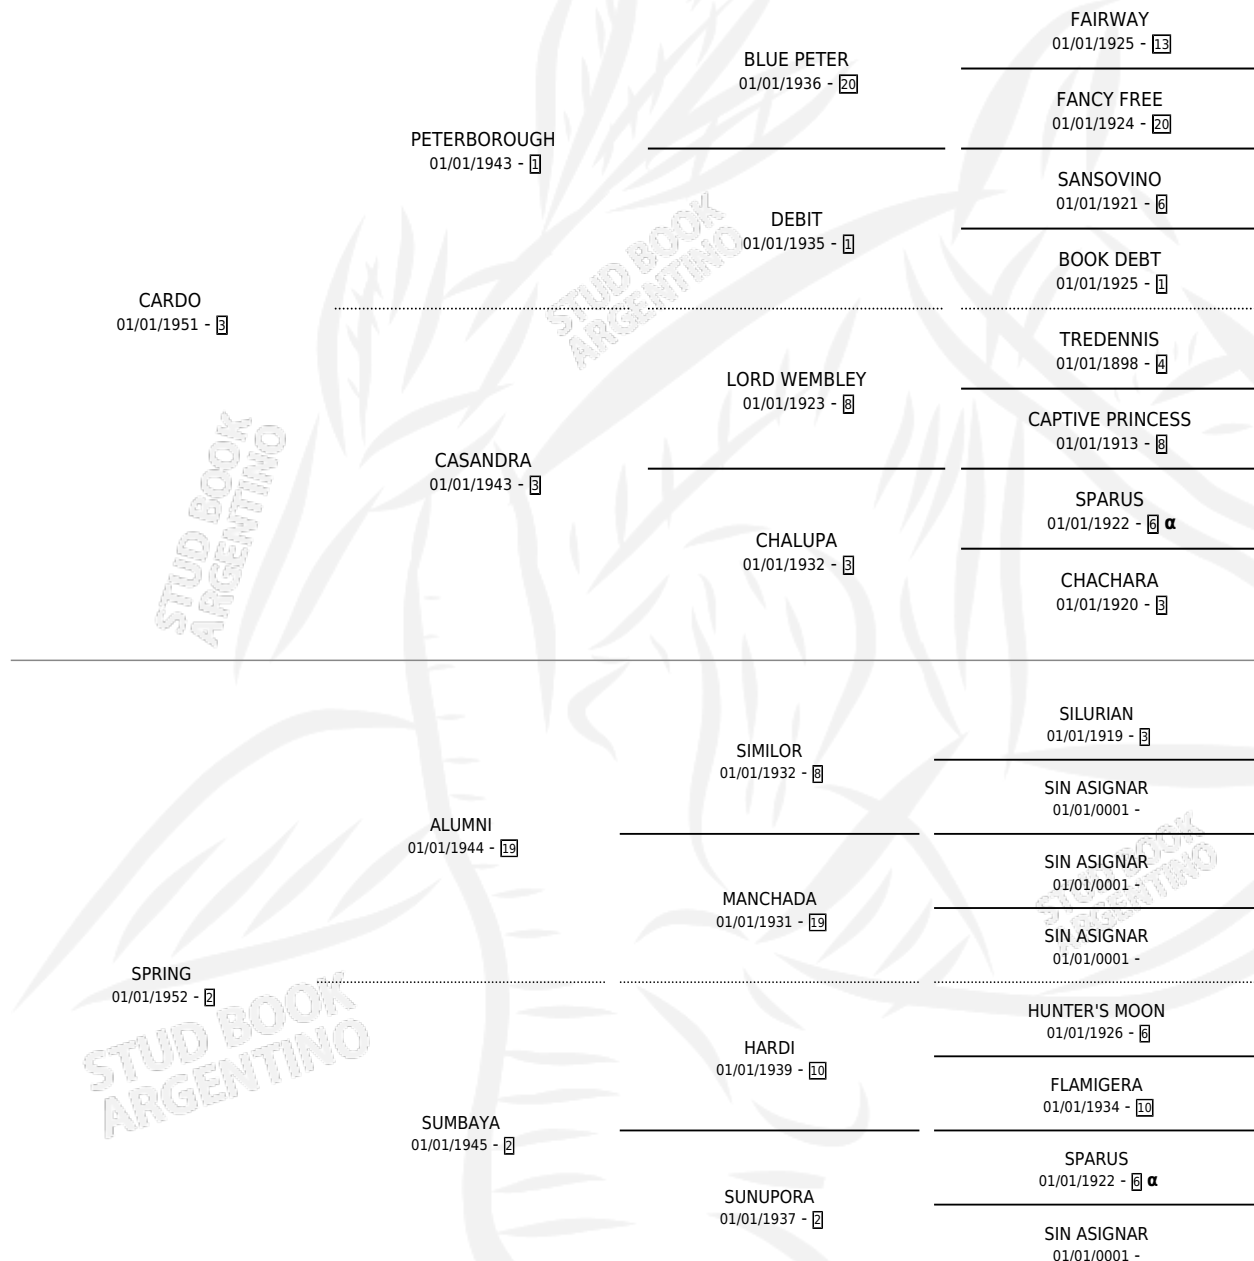 FAIRWAY
01/01/1925 - 13
BLUE PETER
01/01/1936 - 20
FANCY FREE
01/01/1924 - 20
PETERBOROUGH
01/01/1943 - 1
SANSOVINO
01/01/1921 - 6
DEBIT
01/01/1935 - 1
BOOK DEBT
01/01/1925 - 1
CARDO
01/01/1951 - 3
TREDENNIS
01/01/1898 - 4
LORD WEMBLEY
01/01/1923 - 8
CAPTIVE PRINCESS
01/01/1913 - 8
CASANDRA
01/01/1943 - 3
SPARUS
01/01/1922 - 6 α
CHALUPA
01/01/1932 - 3
CHACHARA
01/01/1920 - 3
SILURIAN
01/01/1919 - 3
SIMILOR
01/01/1932 - 8
SIN ASIGNAR
01/01/0001 -
ALUMNI
01/01/1944 - 19
SIN ASIGNAR
01/01/0001 -
MANCHADA
01/01/1931 - 19
SIN ASIGNAR
01/01/0001 -
SPRING
01/01/1952 - 2
HUNTER'S MOON
01/01/1926 - 6
HARDI
01/01/1939 - 10
FLAMIGERA
01/01/1934 - 10
SUMBAYA
01/01/1945 - 2
SPARUS
01/01/1922 - 6 α
SUNUPORA
01/01/1937 - 2
SIN ASIGNAR
01/01/0001 -
STUD BOOK
ARGENTINO
STUD BOOK
ARGENTINO
STUD BOOK
ARGENTINO
STUD BOOK
ARGENTINO